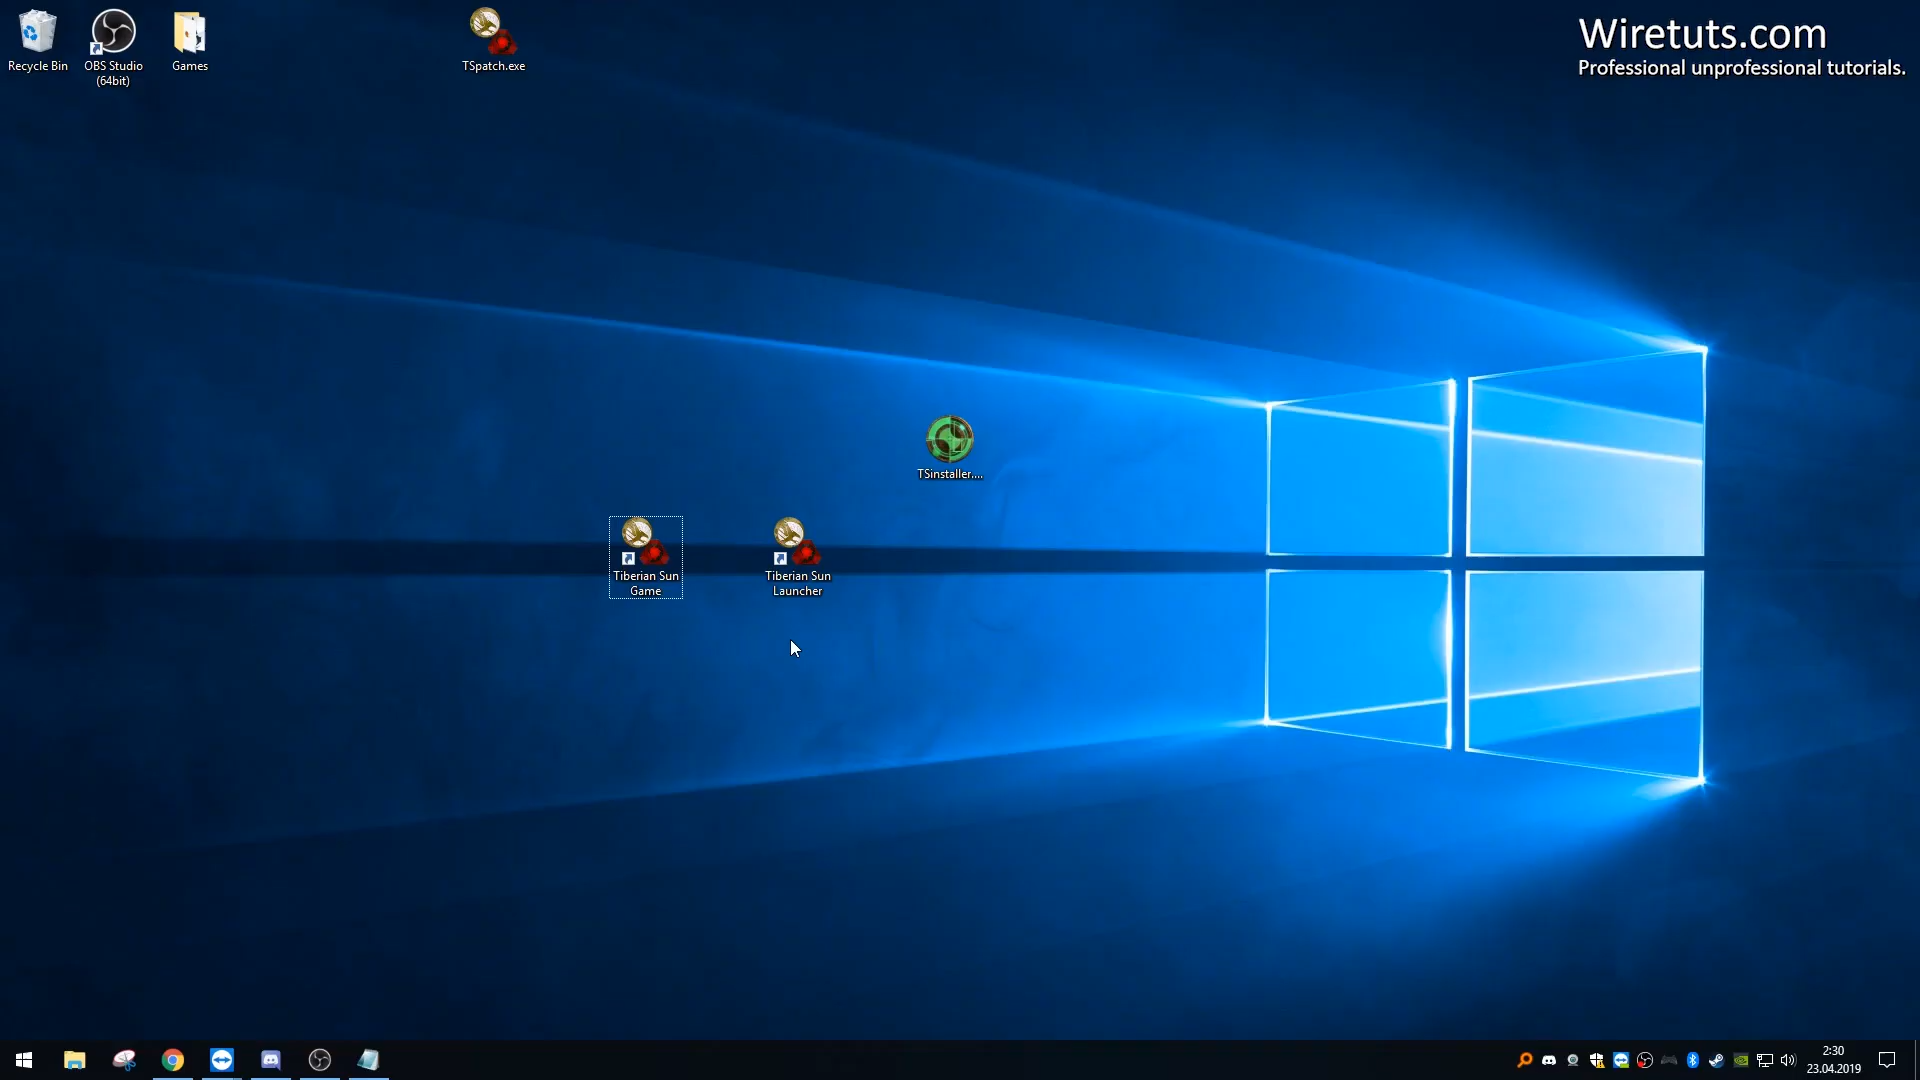 Recycle Bin
OBS Studio
(64bit)
Games
TSpatch.exe
Wiretuts.com
Professional unprofessional tutorials.
TSinstaller....
Tiberian Sun
Game
Tiberian Sun
Launcher
2:30
23.04.2019